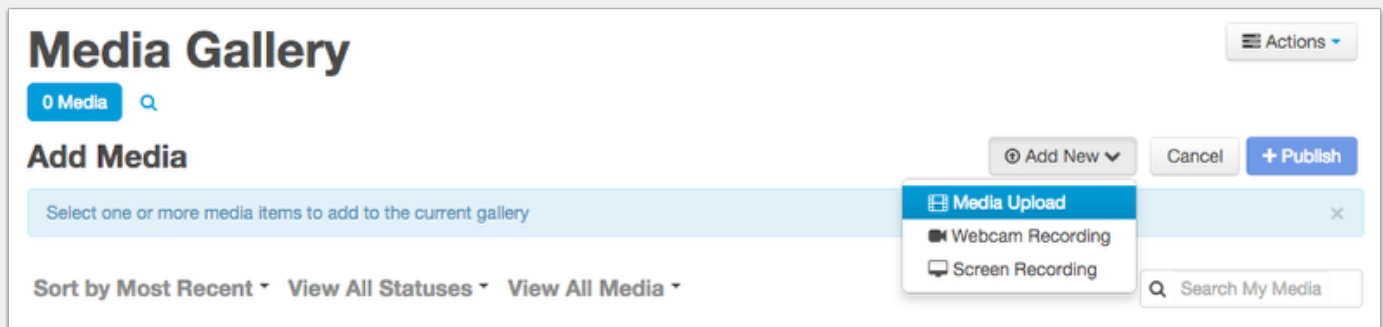 Media Gallery
Actions
0 Media
Add Media
Add New
Cancel
+ Publish
Select one or more media items to add to the current gallery
Media Upload
Webcam Recording
Screen Recording
Sort by Most Recent
View All Statuses
View All Media
Search My Media